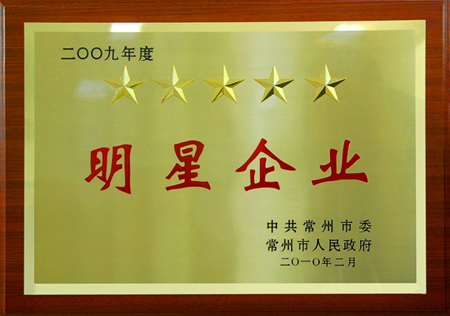 二〇〇九年度
明星企业
中共常州市委
常州市人民政府
二〇一〇年二月